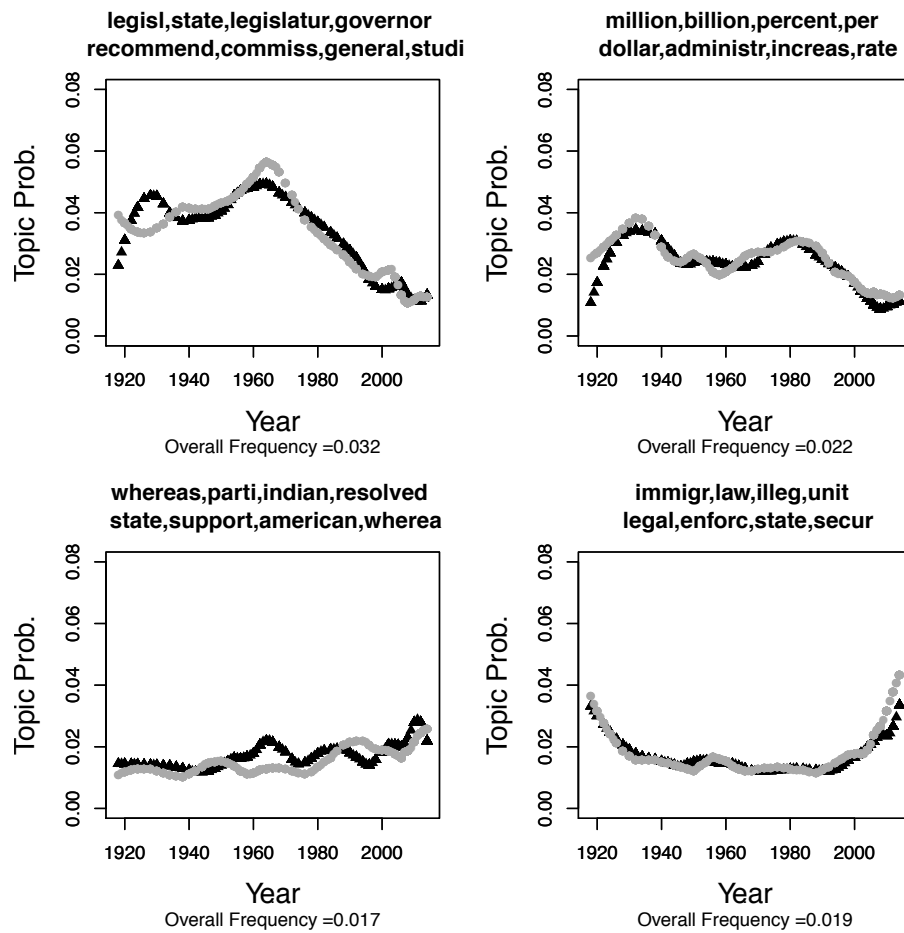 legisl,state,legislatur,governor
recommend,commiss,general,studi
Topic Prob.
0.08
0.06
0.04
0.02
0.00
1920 1940 1960 1980 2000
Year
Overall Frequency =0.032
million,billion,percent,per
dollar,administr,increas,rate
Topic Prob.
0.08
0.06
0.04
0.02
0.00
1920 1940 1960 1980 2000
Year
Overall Frequency =0.022
whereas,parti,indian,resolved
state,support,american,wherea
Topic Prob.
0.08
0.06
0.04
0.02
0.00
1920 1940 1960 1980 2000
Year
Overall Frequency =0.017
immigr,law,illeg,unit
legal,enforc,state,secur
Topic Prob.
0.08
0.06
0.04
0.02
0.00
1920 1940 1960 1980 2000
Year
Overall Frequency =0.019